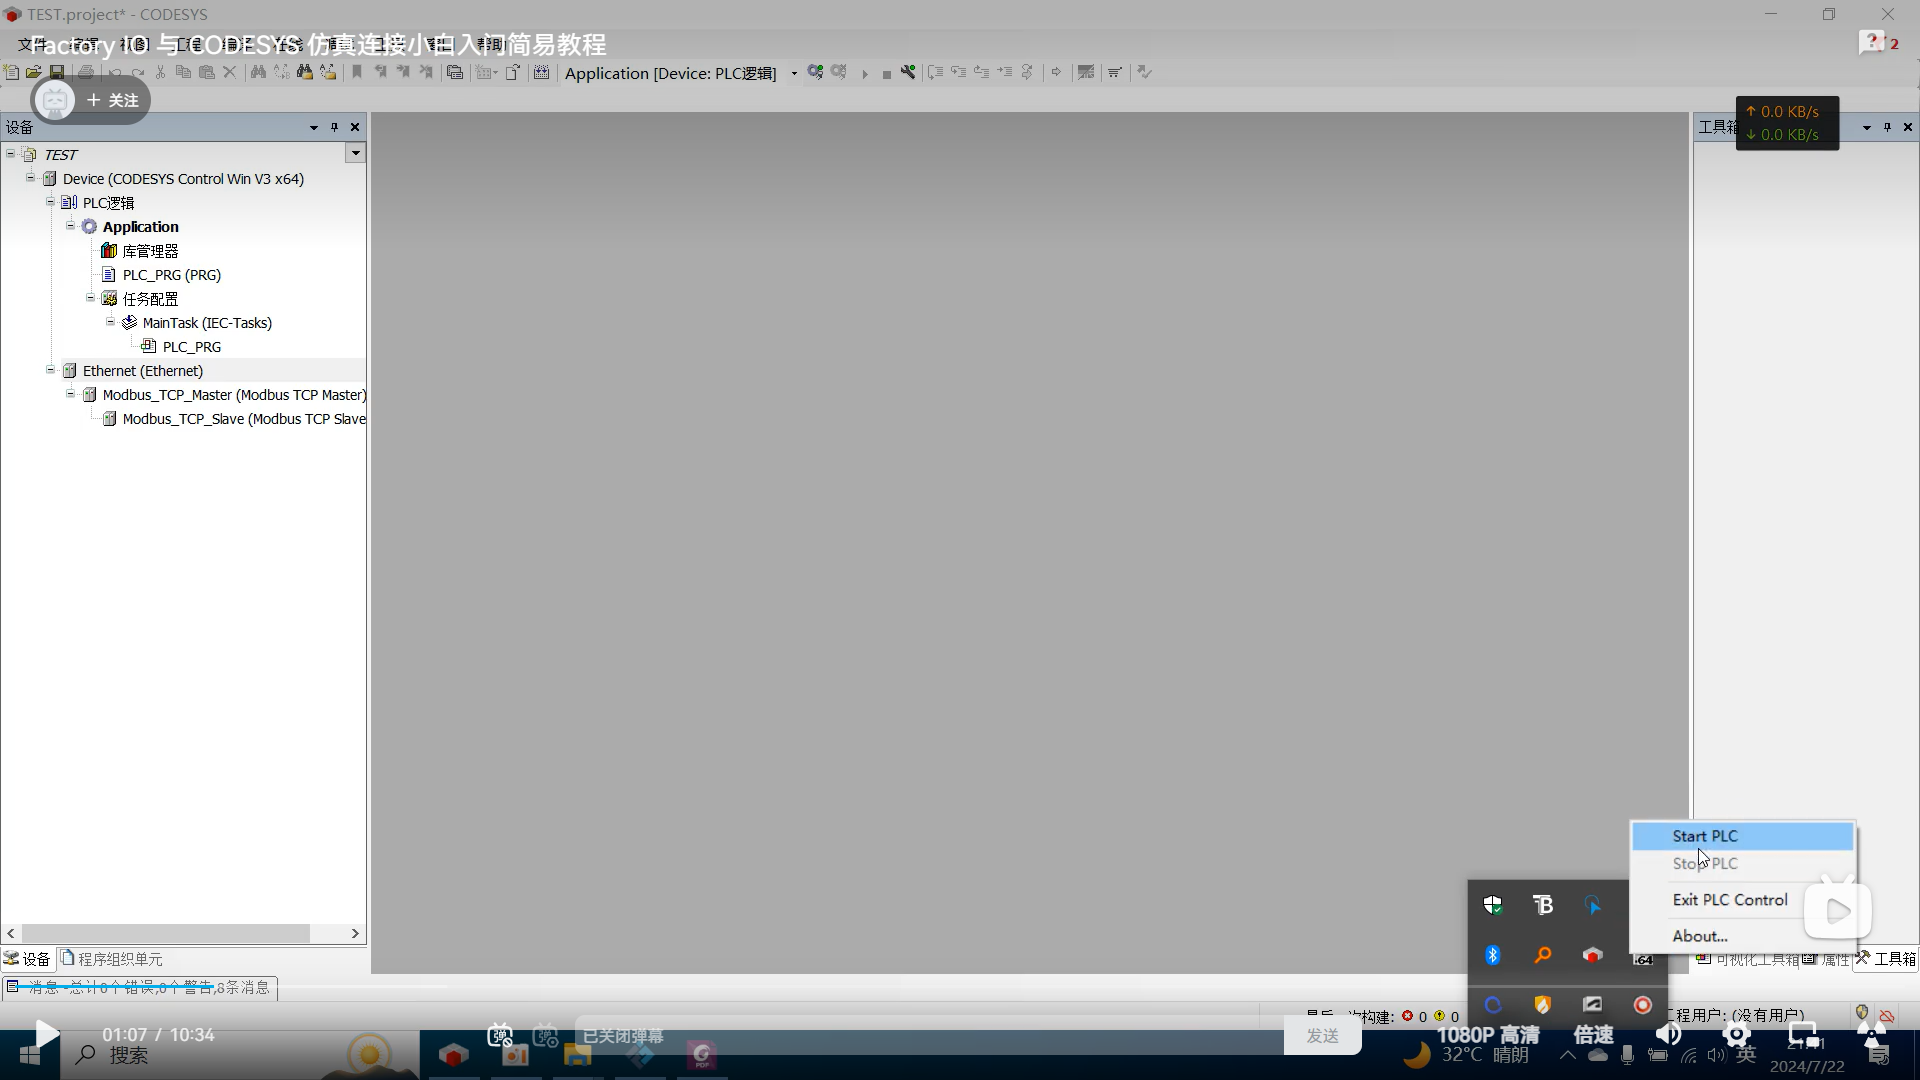 TEST.project* - CODESYS
Factory IO 与 CODESYS 仿真连接小白入门简易教程
帮助
2
Application [Device: PLC逻辑]
+ 关注
设备
工具箱
↑ 0.0 KB/s
↓ 0.0 KB/s
TEST
Device (CODESYS Control Win V3 x64)
PLC逻辑
Application
库管理器
PLC_PRG (PRG)
任务配置
MainTask (IEC-Tasks)
PLC_PRG
Ethernet (Ethernet)
Modbus_TCP_Master (Modbus TCP Master)
Modbus_TCP_Slave (Modbus TCP Slave
Start PLC
Stop PLC
Exit PLC Control
About...
设备
程序组织单元
可视化工具箱
属性
工具箱
消息 -总计0个错误,0个警告,8条消息
构建: 0 0
工程用户: (没有用户)
01:07 / 10:34
已关闭弹幕
发送
1080P 高清
倍速
搜索
32°C 晴朗
英
2024/7/22